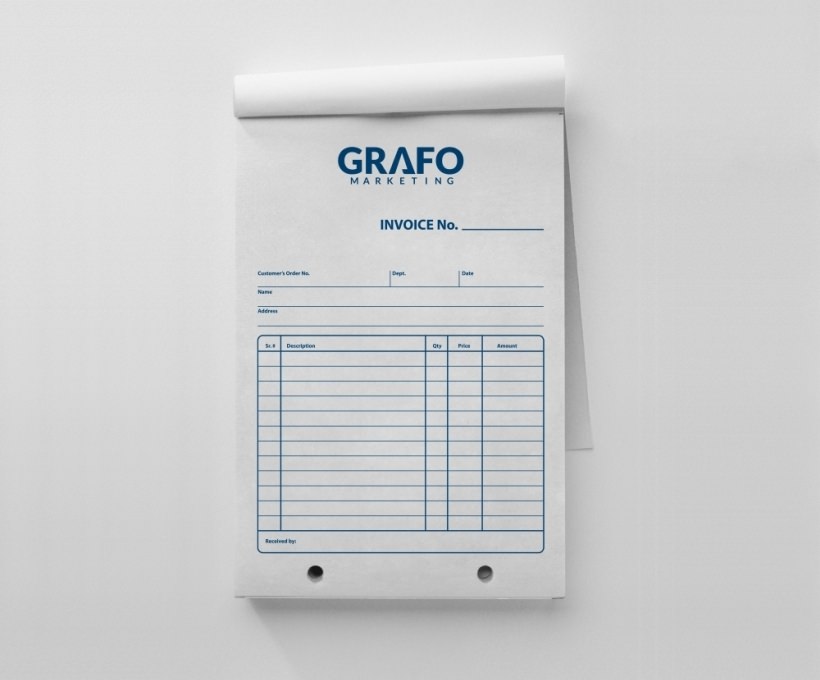 GRAFO
MARKETING
INVOICE No.
Customer's Order No. Dept. Date
Name
Address
Sr. # Description Qty Price Amount
Received by: